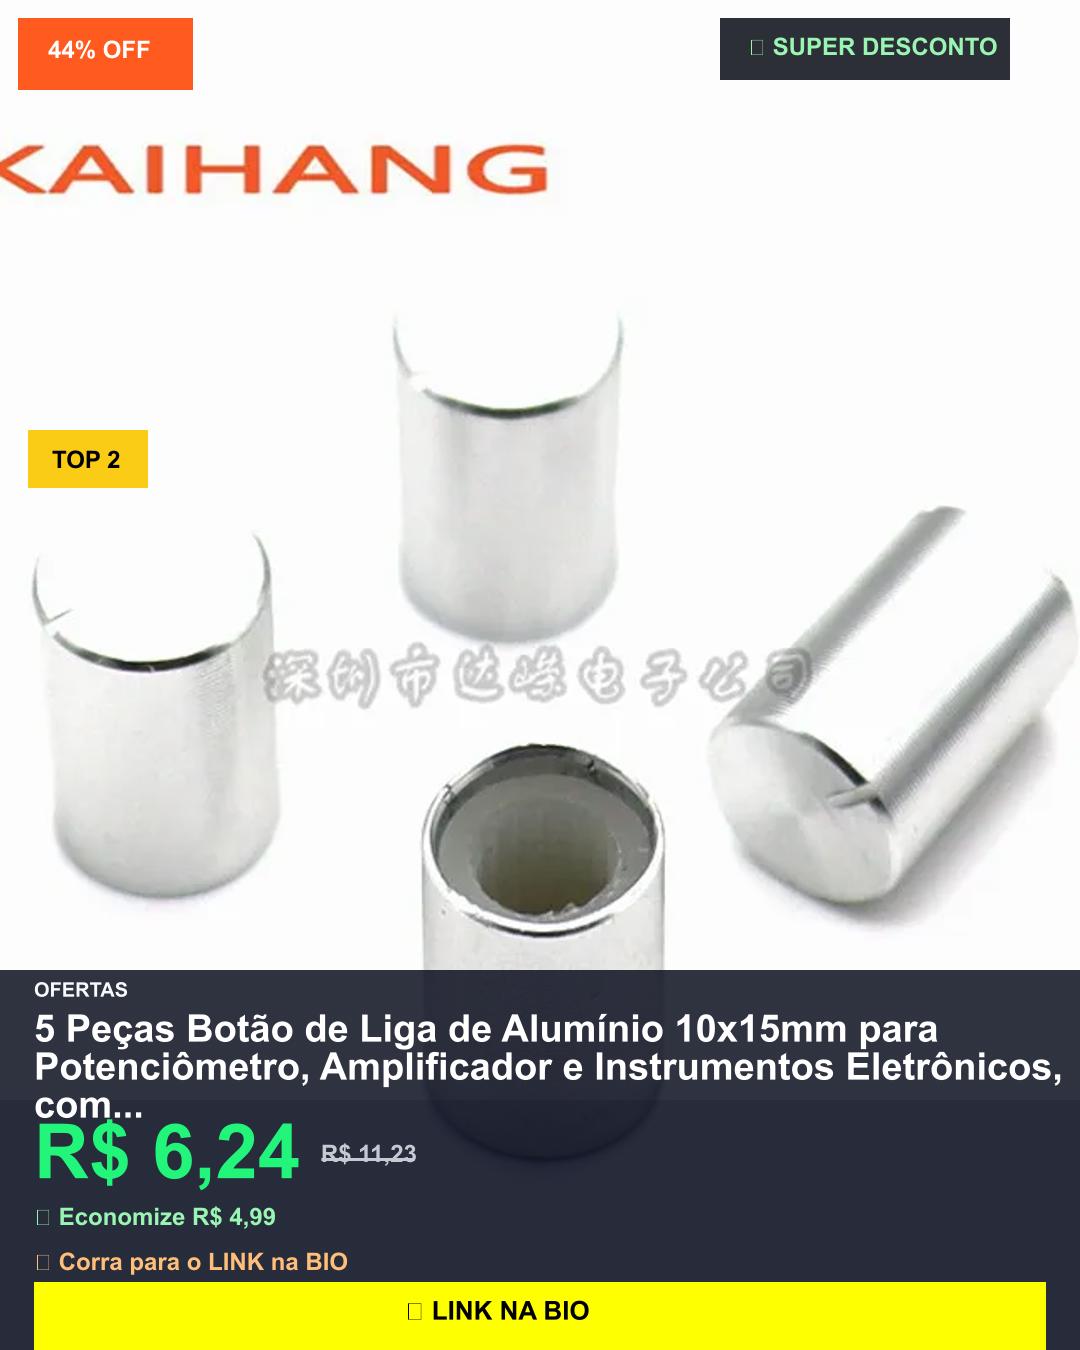 44% OFF
SUPER DESCONTO
KAIHANG
TOP 2
深圳市达峰电子公司
OFERTAS
5 Peças Botão de Liga de Alumínio 10x15mm para
Potenciômetro, Amplificador e Instrumentos Eletrônicos,
com...
R$ 6,24 R$ 11,23
Economize R$ 4,99
Corra para o LINK na BIO
LINK NA BIO